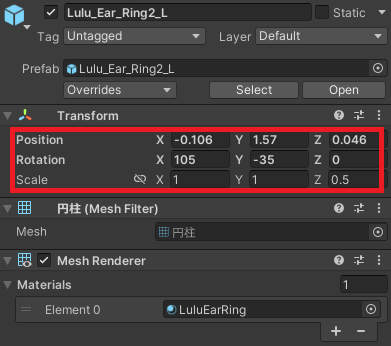 Lulu_Ear_Ring2_L Static
Tag Untagged Layer Default
Prefab Lulu_Ear_Ring2_L
Overrides Select Open
Transform
Position X -0.106 Y 1.57 Z 0.046
Rotation X 105 Y -35 Z 0
Scale X 1 Y 1 Z 0.5
円柱 (Mesh Filter)
Mesh 円柱
Mesh Renderer
Materials 1
Element 0 LuluEarRing
+ −